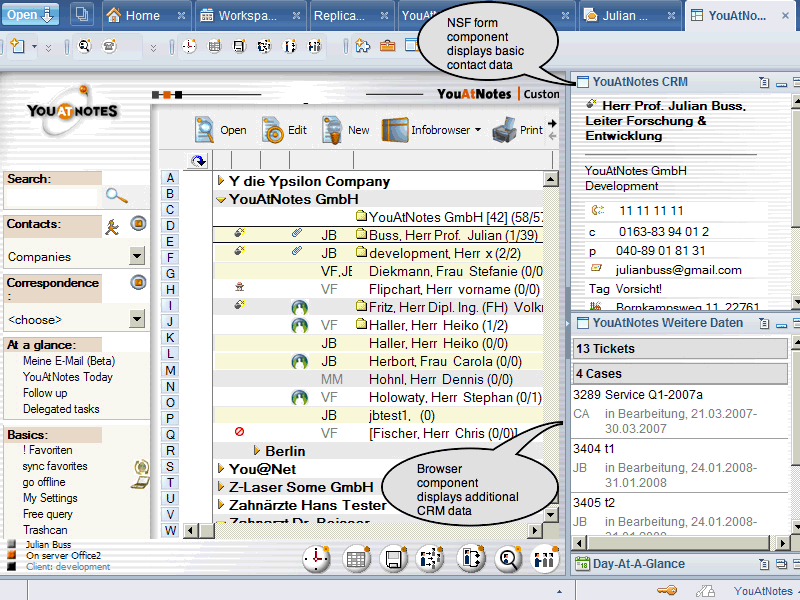 Open
Home
Workspa...
Replica...
YouAt
Julian ...
YouAtNo...
NSF form
component
displays basic
contact data
YOUATNOTES
YouAtNotes | Custon
Open
Edit
New
Infobrowser
Print
Search:
Contacts:
Companies
Correspondence
:
<choose>
At a glance:
Meine E-Mail (Beta)
YouAtNotes Today
Follow up
Delegated tasks
Basics:
! Favoriten
sync favorites
go offline
My Settings
Free query
Trashcan
Julian Buss
On server Office2
Client: development
A
B
C
D
E
F
G
H
I
J
K
L
M
N
O
P
Q
R
S
T
U
V
W
Y die Ypsilon Company
YouAtNotes GmbH
YouAtNotes GmbH [42] (58/57
JB Buss, Herr Prof. Julian (1/39)
JB development, Herr x (2/2)
VF,JB Diekmann, Frau Stefanie (0/0
VF Flipchart, Herr vorname (0/0)
Fritz, Herr Dipl. Ing. (FH) Volk
VF Haller, Herr Heiko (1/2)
JB Haller, Herr Heiko (0/0)
JB Herbort, Frau Carola (0/0)
MM Hohnl, Herr Dennis (0/0)
VF Holowaty, Herr Stephan (0/1)
JB jbtest1, (0)
VF [Fischer, Herr Chris (0/0)]
Berlin
You@Net
Z-Laser Some GmbH
Zahnärzte Hans Tester
Zahnarzt Dr. Beisser
Browser
component
displays additional
CRM data
YouAtNotes CRM
Herr Prof. Julian Buss,
Leiter Forschung &
Entwicklung
YouAtNotes GmbH
Development
11 11 11 11
c 0163-83 94 01 2
p 040-89 01 81 31
julianbuss@gmail.com
Tag Vorsicht!
Bornkampsweg 11, 22761
YouAtNotes Weitere Daten
13 Tickets
4 Cases
3289 Service Q1-2007a
CA in Bearbeitung, 21.03.2007-
30.03.2007
3404 t1
JB in Bearbeitung, 24.01.2008-
31.01.2008
3405 t2
JB in Bearbeitung, 24.01.2008-
Day-At-A-Glance
YouAtNotes